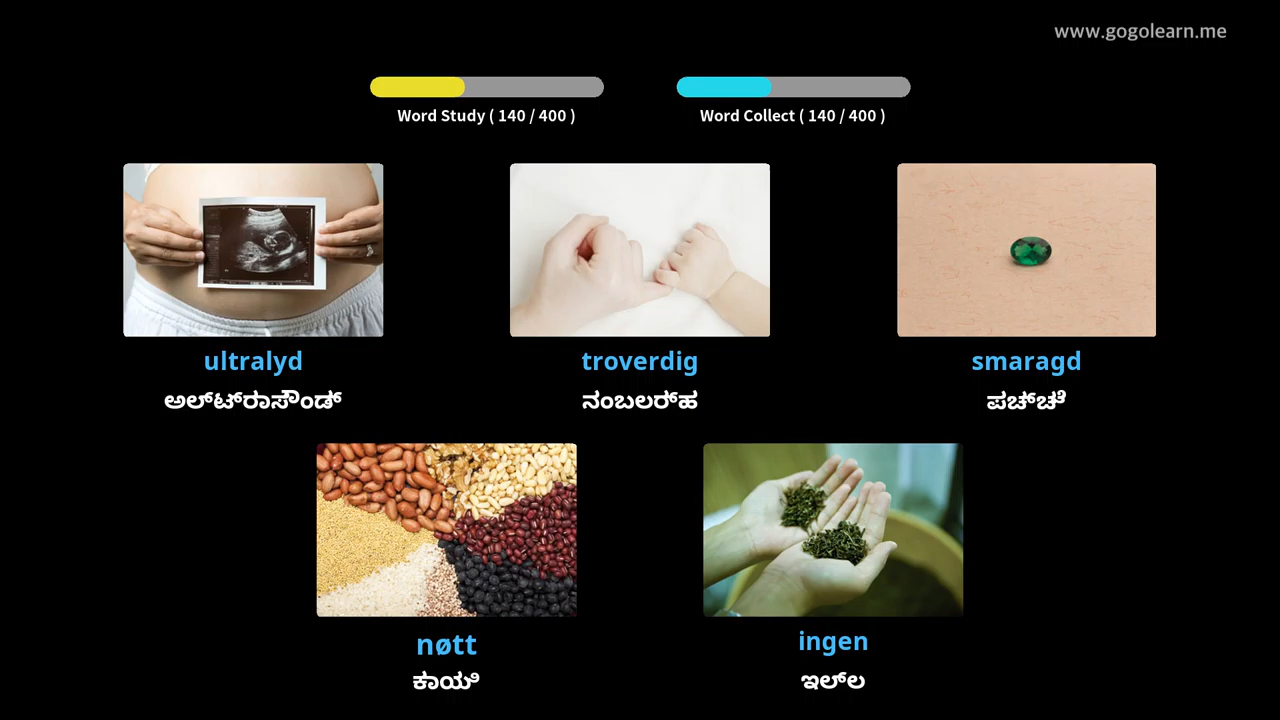 www.gogolearn.me
Word Study ( 140 / 400 )
Word Collect ( 140 / 400 )
ultralyd
troverdig
smaragd
ಅಲ್‌ಟ್‌ರಾಸೌಂಡ್
ನಂಬಲರ್‌ಹ
ಪಚ್‌ಚೆ
nøtt
ingen
ಕಾಯಿ
ಇಲ್‌ಲ